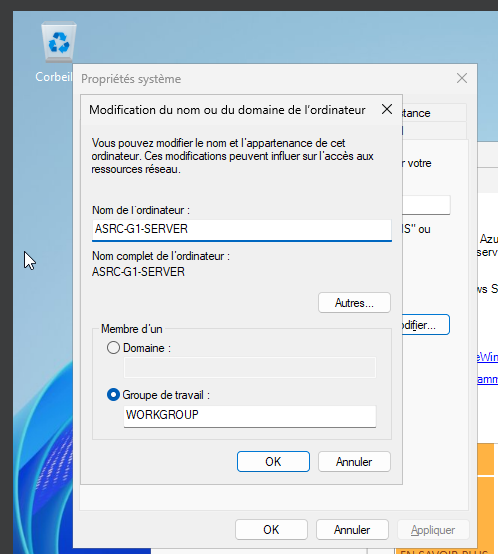 Corbeil
Propriétés système
Modification du nom ou du domaine de l'ordinateur
Vous pouvez modifier le nom et l'appartenance de cet
ordinateur. Ces modifications peuvent influer sur l'accès aux
ressources réseau.
Nom de l'ordinateur :
ASRC-G1-SERVER
Nom complet de l'ordinateur :
ASRC-G1-SERVER
Autres...
Membre d'un
Domaine :
Groupe de travail :
WORKGROUP
OK
Annuler
tance
r votre
IS" ou
odifier...
OK
Annuler
Appliquer
Azu
serv
ws S
eWin
amm
EN SAVOIR PLUS